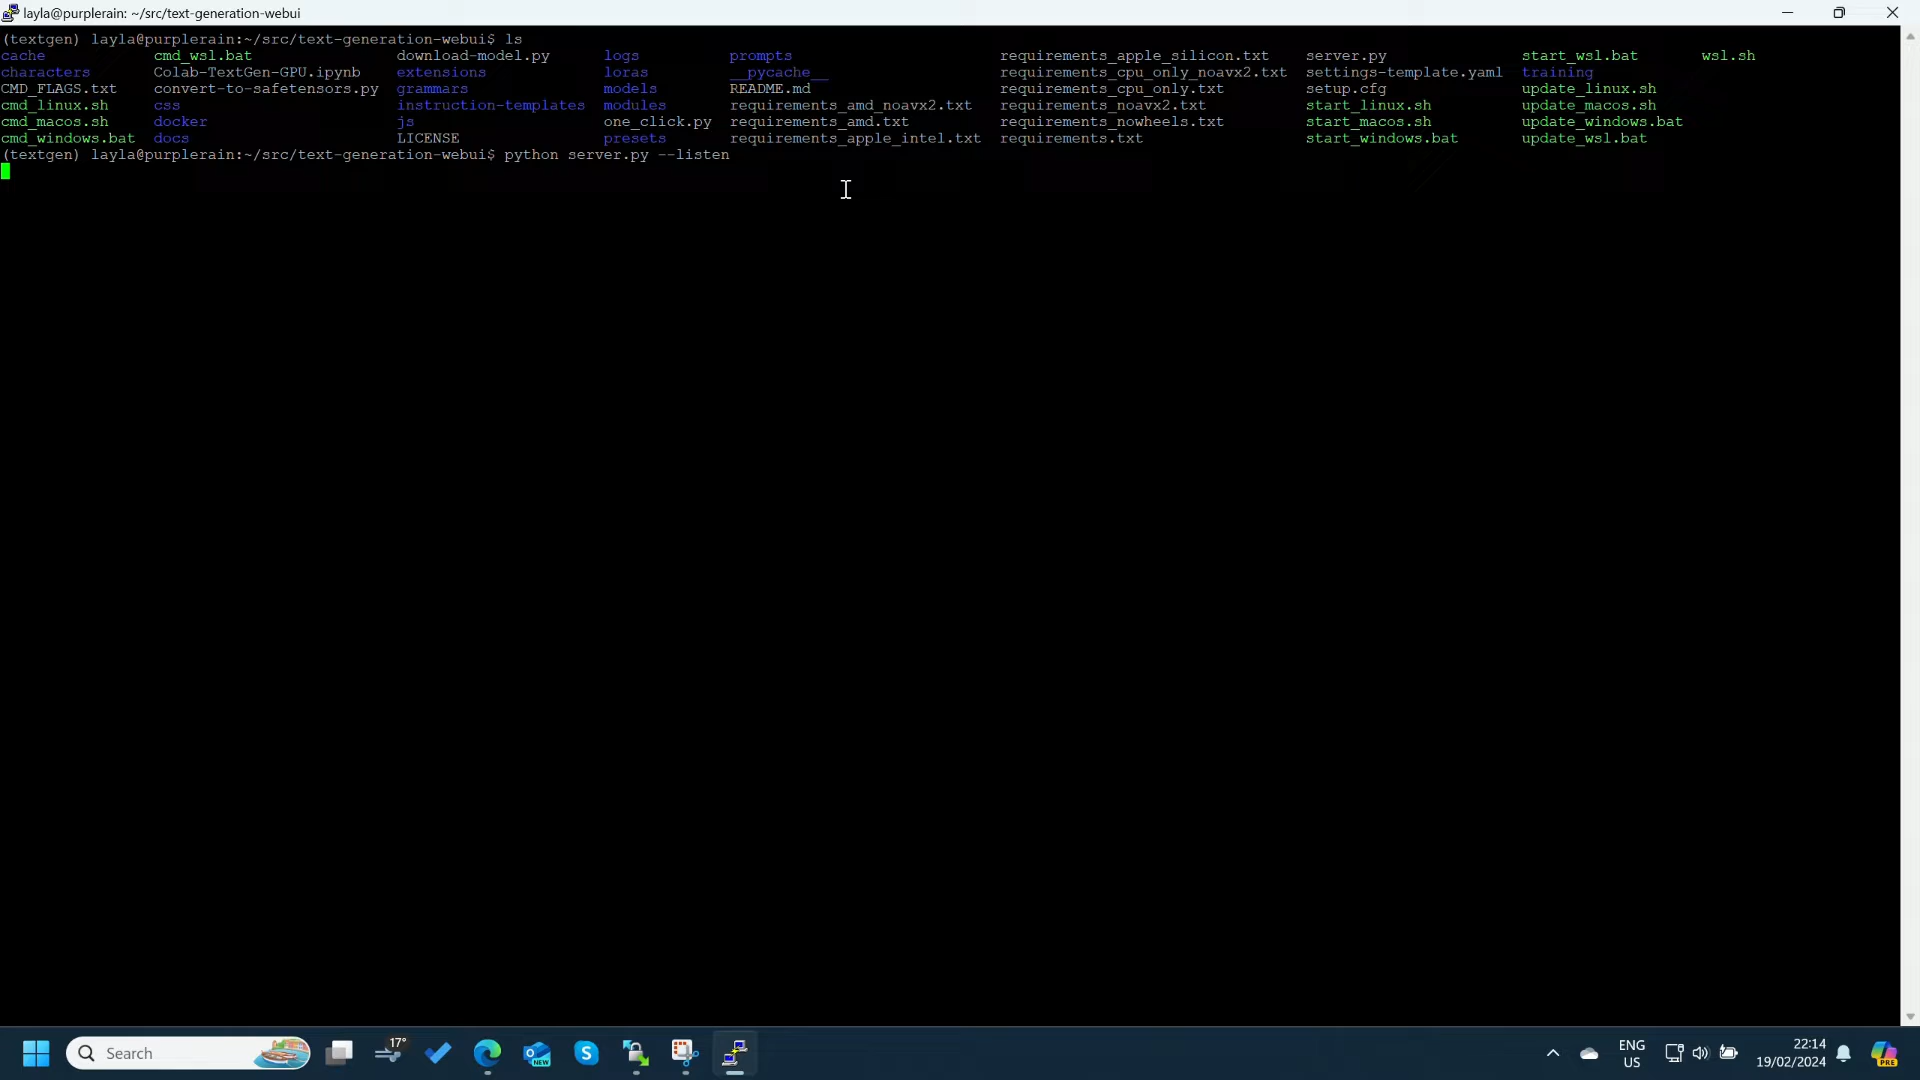 layla@purplerain: ~/src/text-generation-webui
(textgen) layla@purplerain:~/src/text-generation-webui$ ls
cache cmd_wsl.bat download-model.py logs prompts requirements_apple_silicon.txt server.py start_wsl.bat wsl.sh
characters Colab-TextGen-GPU.ipynb extensions loras __pycache__ requirements_cpu_only_noavx2.txt settings-template.yaml training
CMD_FLAGS.txt convert-to-safetensors.py grammars models README.md requirements_cpu_only.txt setup.cfg update_linux.sh
cmd_linux.sh css instruction-templates modules requirements_amd_noavx2.txt requirements_noavx2.txt start_linux.sh update_macos.sh
cmd_macos.sh docker js one_click.py requirements_amd.txt requirements_nowheels.txt start_macos.sh update_windows.bat
cmd_windows.bat docs LICENSE presets requirements_apple_intel.txt requirements.txt start_windows.bat update_wsl.bat
(textgen) layla@purplerain:~/src/text-generation-webui$ python server.py --listen
Search 17° NEW S ENG 22:14 PRE
US 19/02/2024